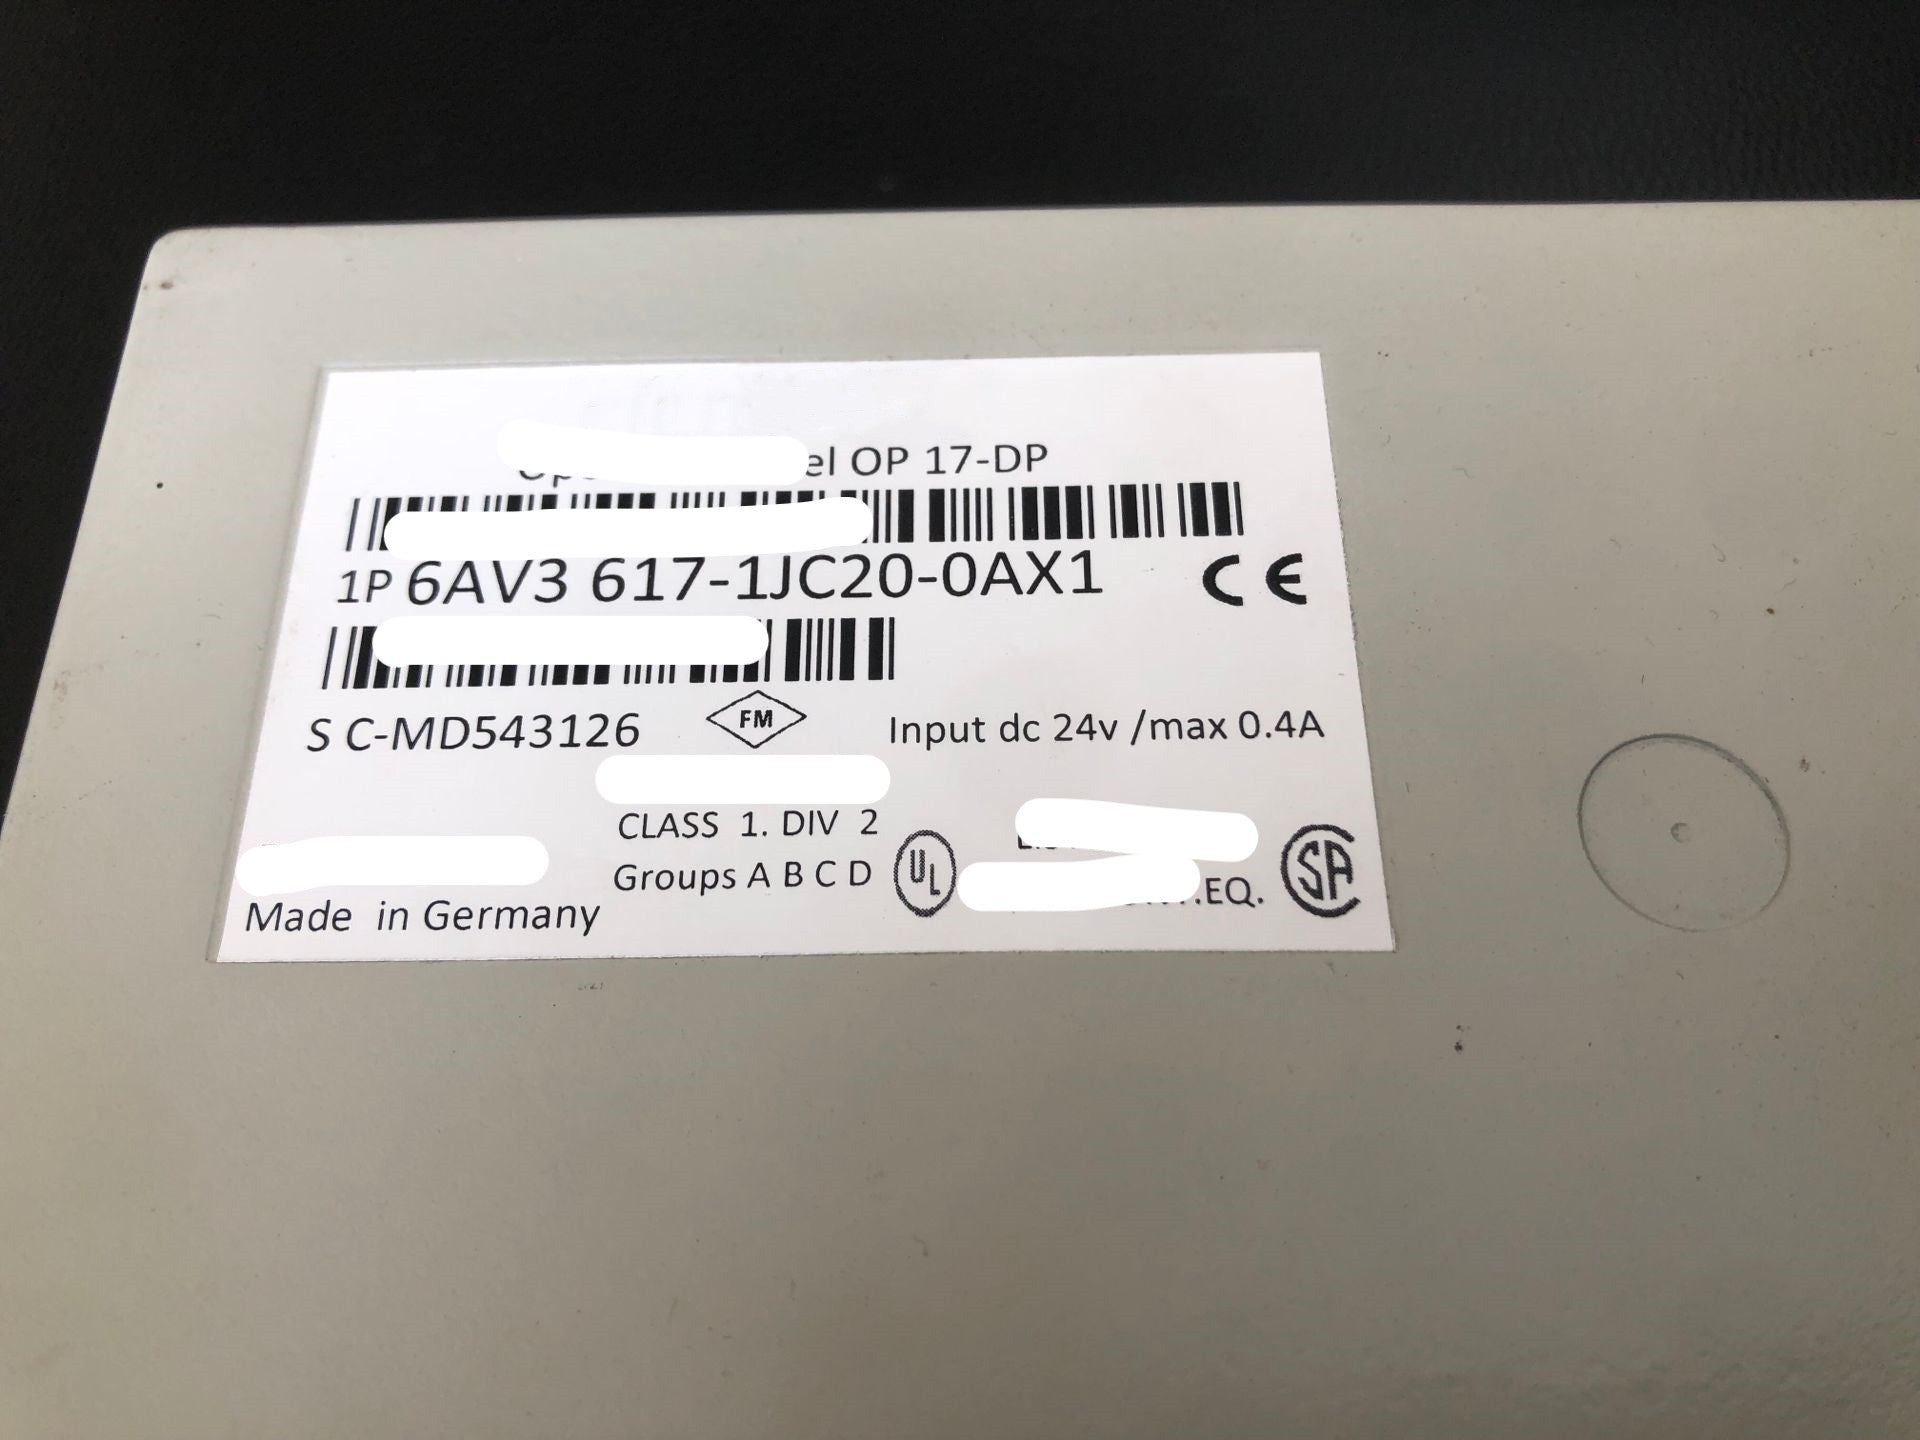 OP 17-DP
1P 6AV3 617-1JC20-0AX1
CE
S C-MD543126
FM
Input dc 24v /max 0.4A
CLASS 1. DIV 2
Groups A B C D
UL
.EQ.
SA
Made in Germany